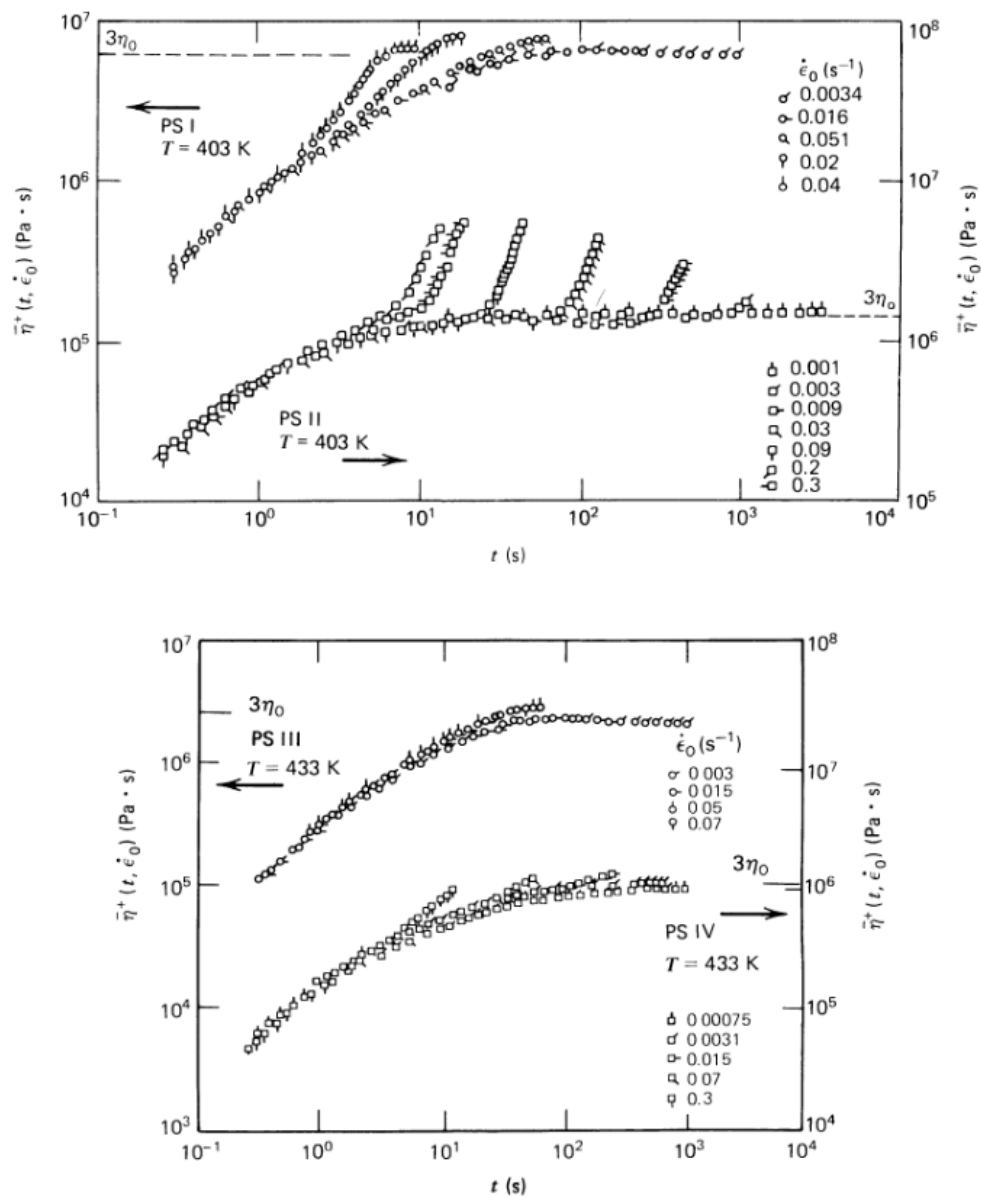 10⁷
10⁸
3η₀
ε̇₀ (s⁻¹)
0.0034
0.016
0.051
0.02
0.04
PS I
T = 403 K
10⁶
10⁷
η̄⁺(t, ε̇₀) (Pa · s)
η̄⁺(t, ε̇₀) (Pa · s)
3η₀
10⁵
10⁶
0.001
0.003
0.009
0.03
0.09
0.2
0.3
PS II
T = 403 K
10⁴
10⁵
10⁻¹ 10⁰ 10¹ 10² 10³ 10⁴
t (s)
10⁷
10⁸
3η₀
PS III
T = 433 K
ε̇₀ (s⁻¹)
0 003
0 015
0 05
0 07
10⁶
10⁷
η̄⁺(t, ε̇₀) (Pa · s)
η̄⁺(t, ε̇₀) (Pa · s)
3η₀
10⁵
10⁶
PS IV
T = 433 K
10⁴
10⁵
0 00075
0 0031
0 015
0 07
0.3
10³
10⁴
10⁻¹ 10⁰ 10¹ 10² 10³ 10⁴
t (s)